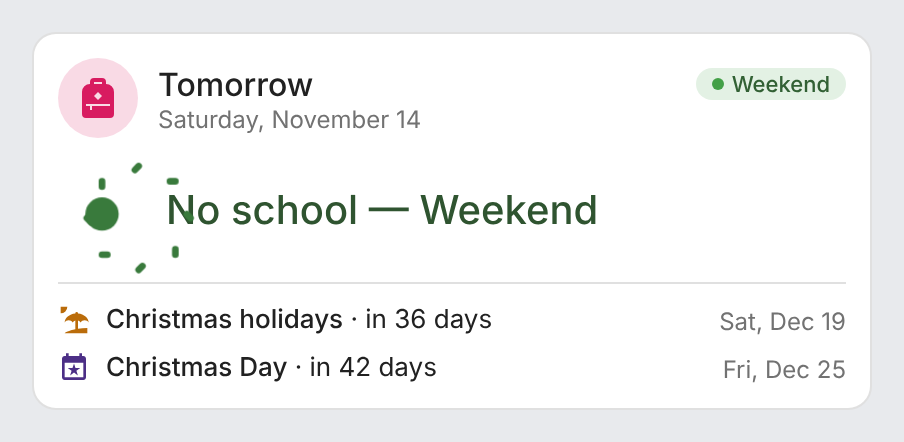 Tomorrow
Weekend
Saturday, November 14
No school — Weekend
Christmas holidays · in 36 days
Sat, Dec 19
Christmas Day · in 42 days
Fri, Dec 25